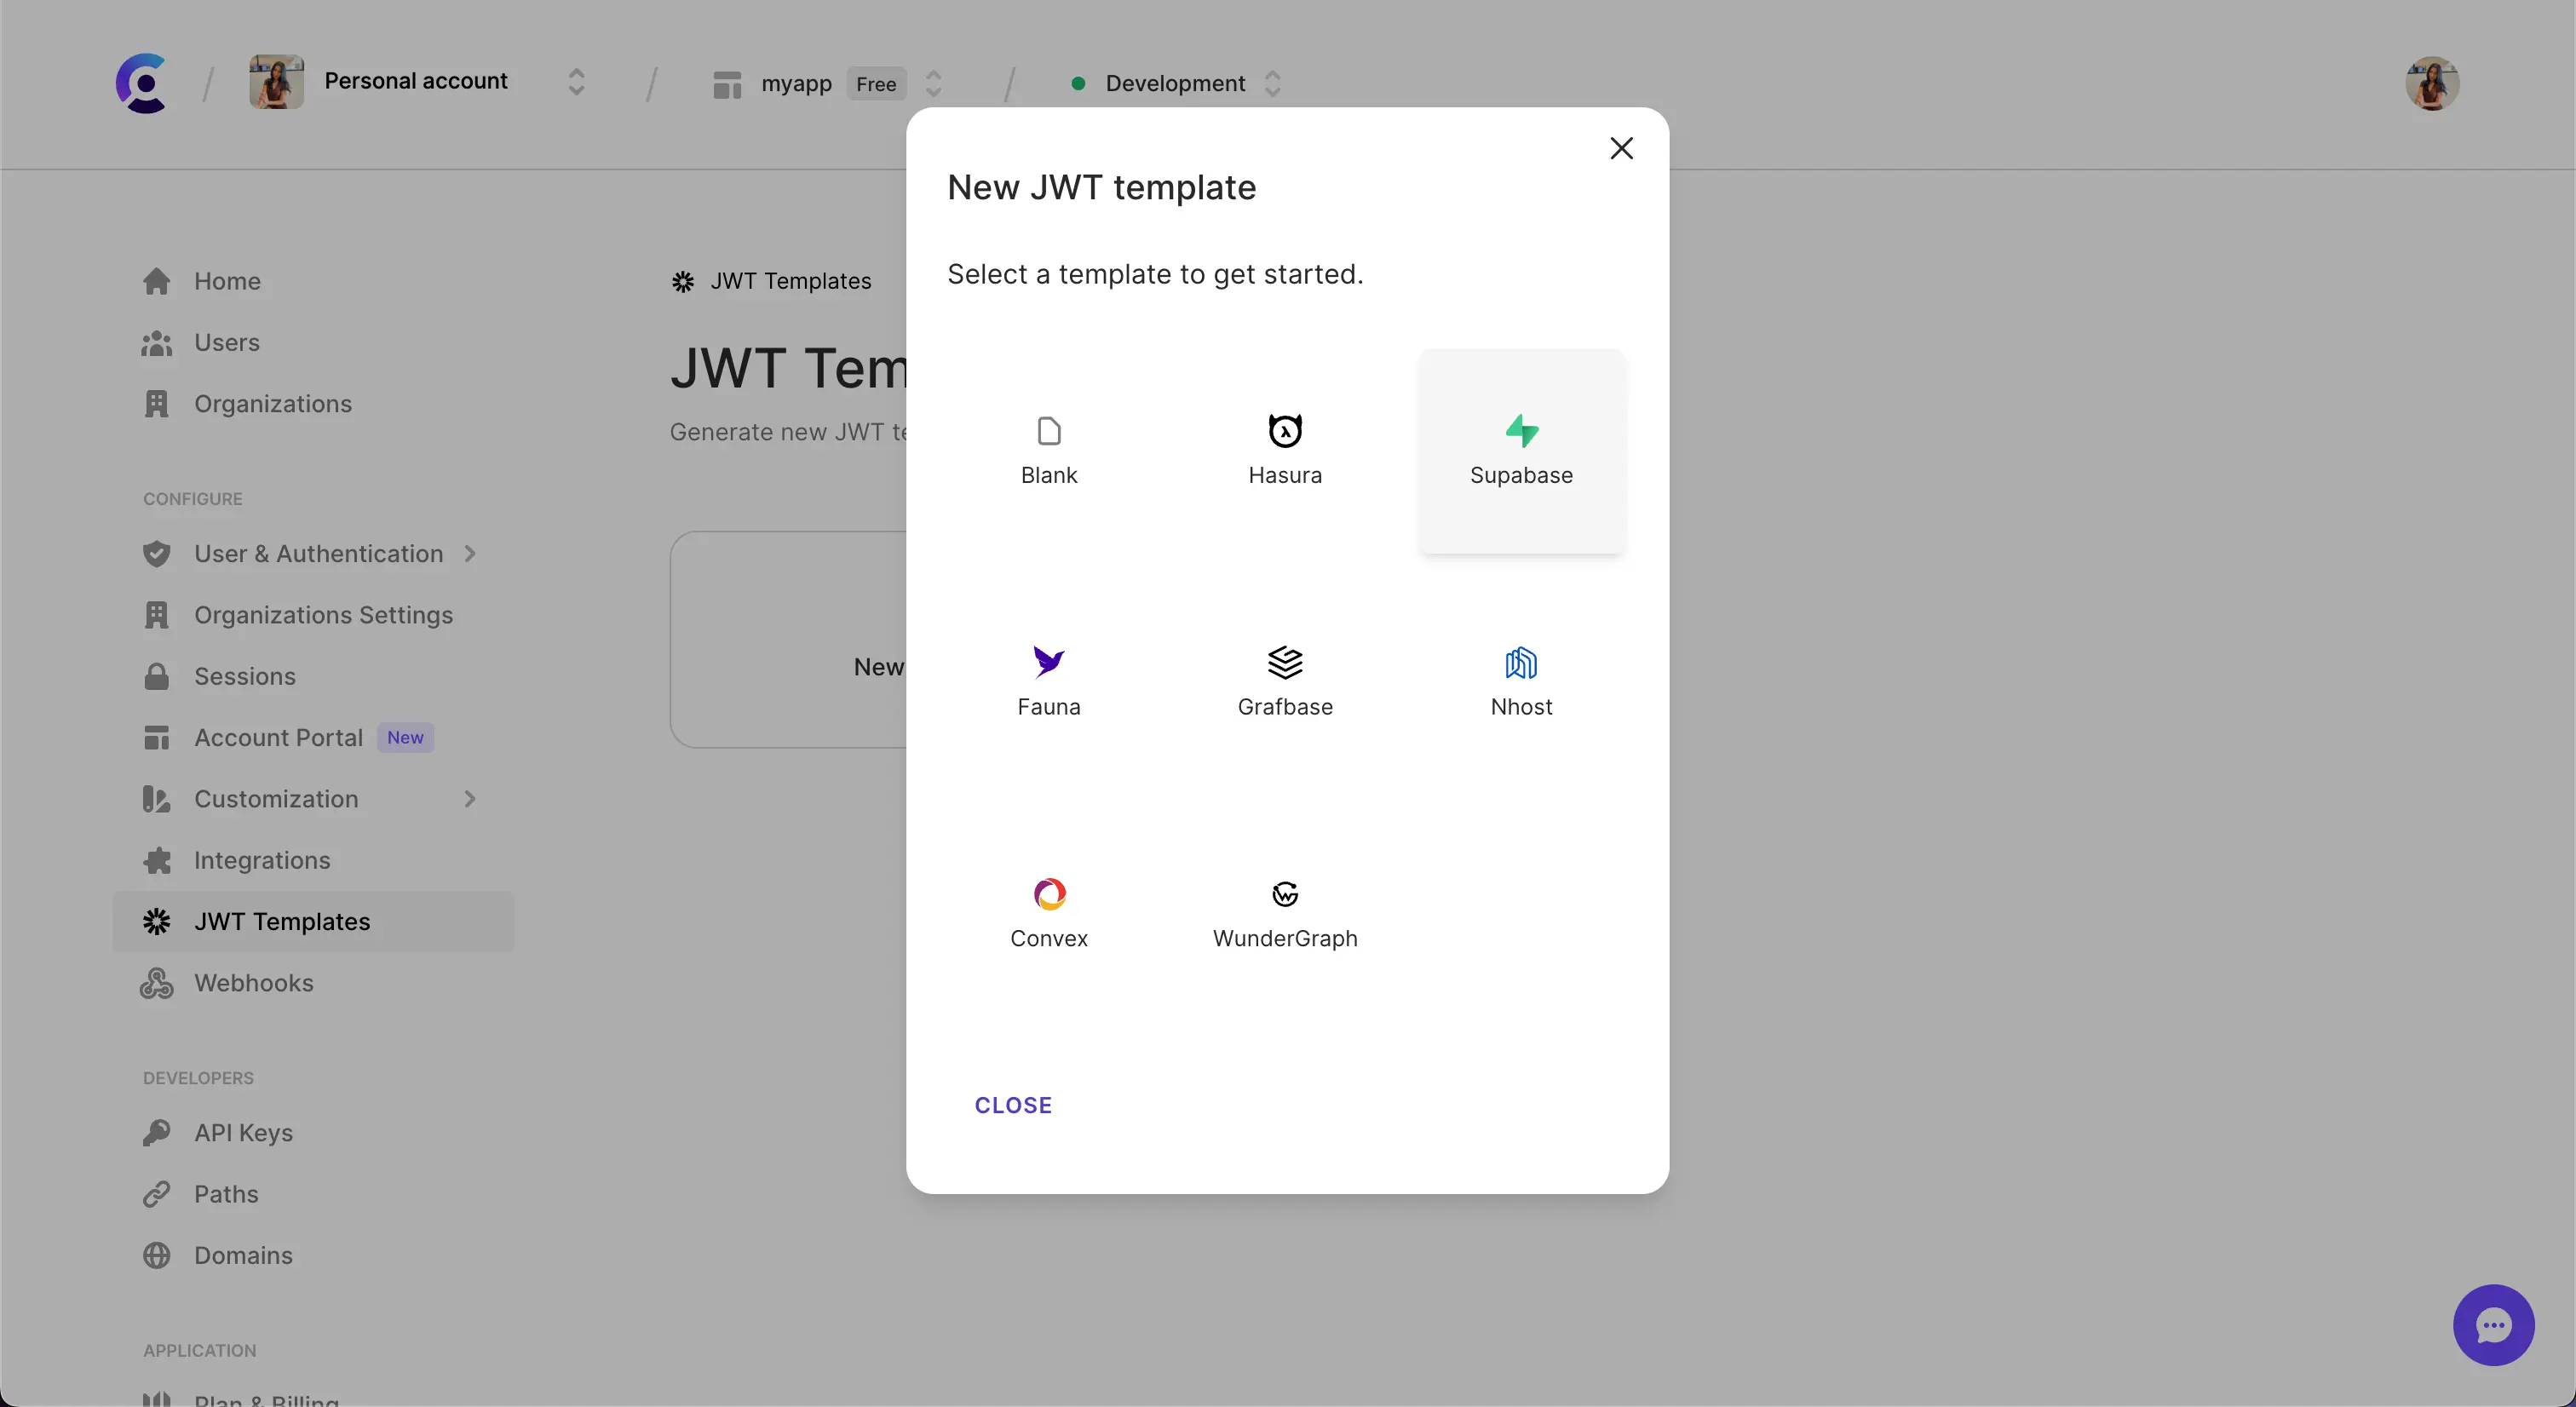 Personal account
myapp
Free
Development
Home
Users
Organizations
CONFIGURE
User & Authentication
Organizations Settings
Sessions
Account Portal
New
Customization
Integrations
JWT Templates
Webhooks
DEVELOPERS
API Keys
Paths
Domains
APPLICATION
Plan & Billing
JWT Templates
JWT Tem
Generate new JWT te
New
New JWT template
Select a template to get started.
Blank
Hasura
Supabase
Fauna
Grafbase
Nhost
Convex
WunderGraph
CLOSE